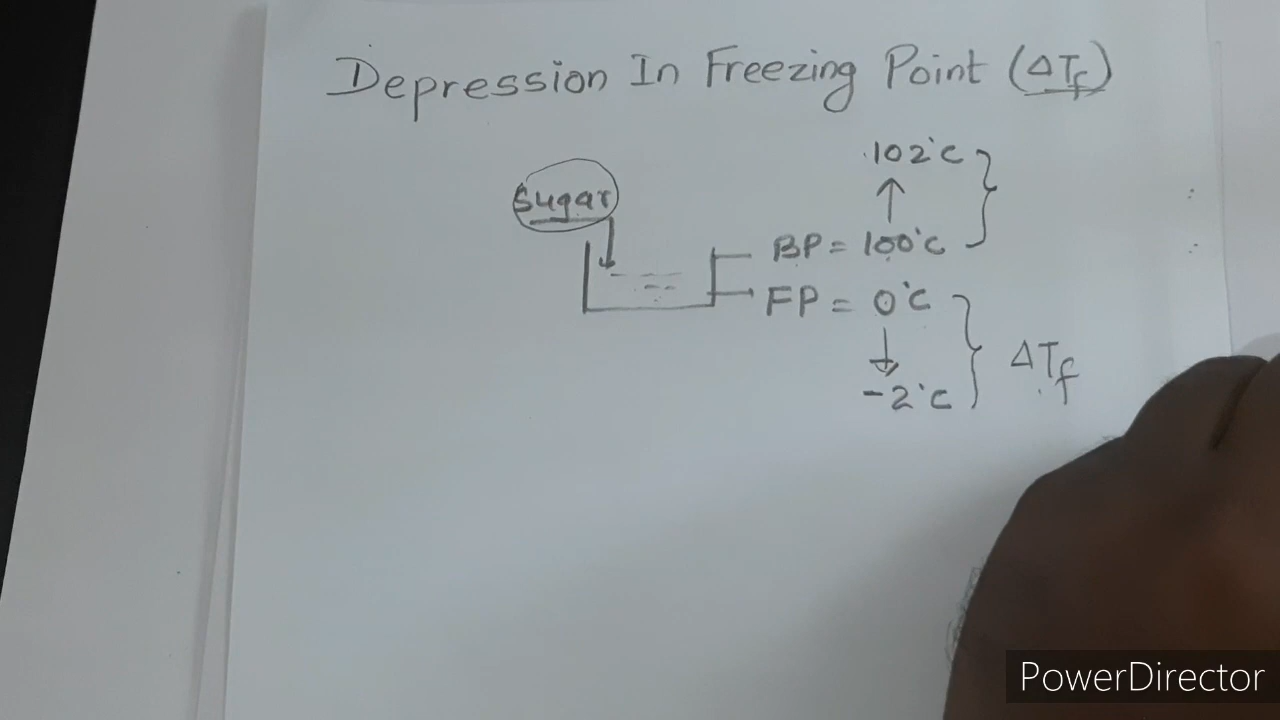 Depression In Freezing Point (ΔTf)
102°C
Sugar
BP = 100°C
FP = 0°C
ΔTf
-2°C
PowerDirector